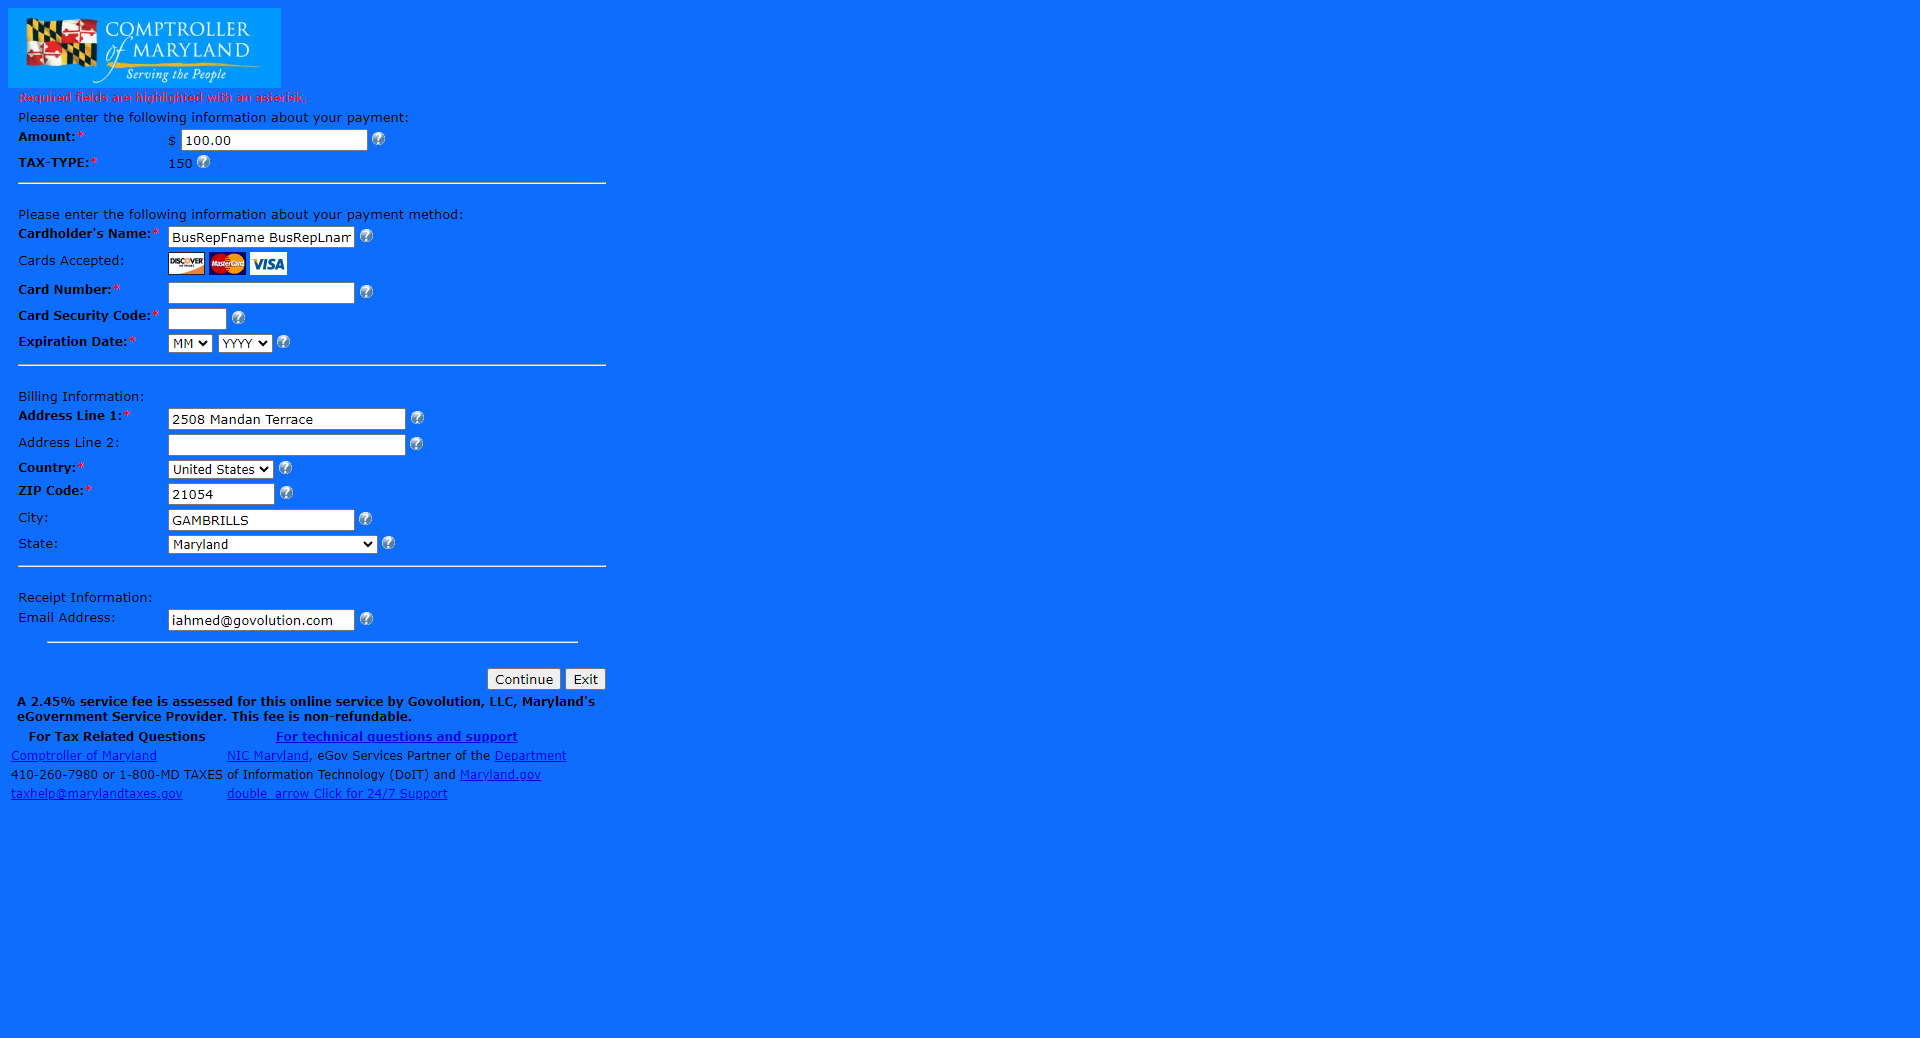 COMPTROLLER
of MARYLAND
Serving the People
Required fields are highlighted with an asterisk.
Please enter the following information about your payment:
Amount:* $ 100.00
TAX-TYPE:* 150
Please enter the following information about your payment method:
Cardholder's Name:* BusRepFname BusRepLnam
Cards Accepted: DISCOVER MasterCard VISA
Card Number:*
Card Security Code:*
Expiration Date:* MM YYYY
Billing Information:
Address Line 1:* 2508 Mandan Terrace
Address Line 2:
Country:* United States
ZIP Code:* 21054
City: GAMBRILLS
State: Maryland
Receipt Information:
Email Address: iahmed@govolution.com
Continue Exit
A 2.45% service fee is assessed for this online service by Govolution, LLC, Maryland's
eGovernment Service Provider. This fee is non-refundable.
For Tax Related Questions For technical questions and support
Comptroller of Maryland NIC Maryland, eGov Services Partner of the Department
410-260-7980 or 1-800-MD TAXES of Information Technology (DoIT) and Maryland.gov
taxhelp@marylandtaxes.gov double_arrow Click for 24/7 Support